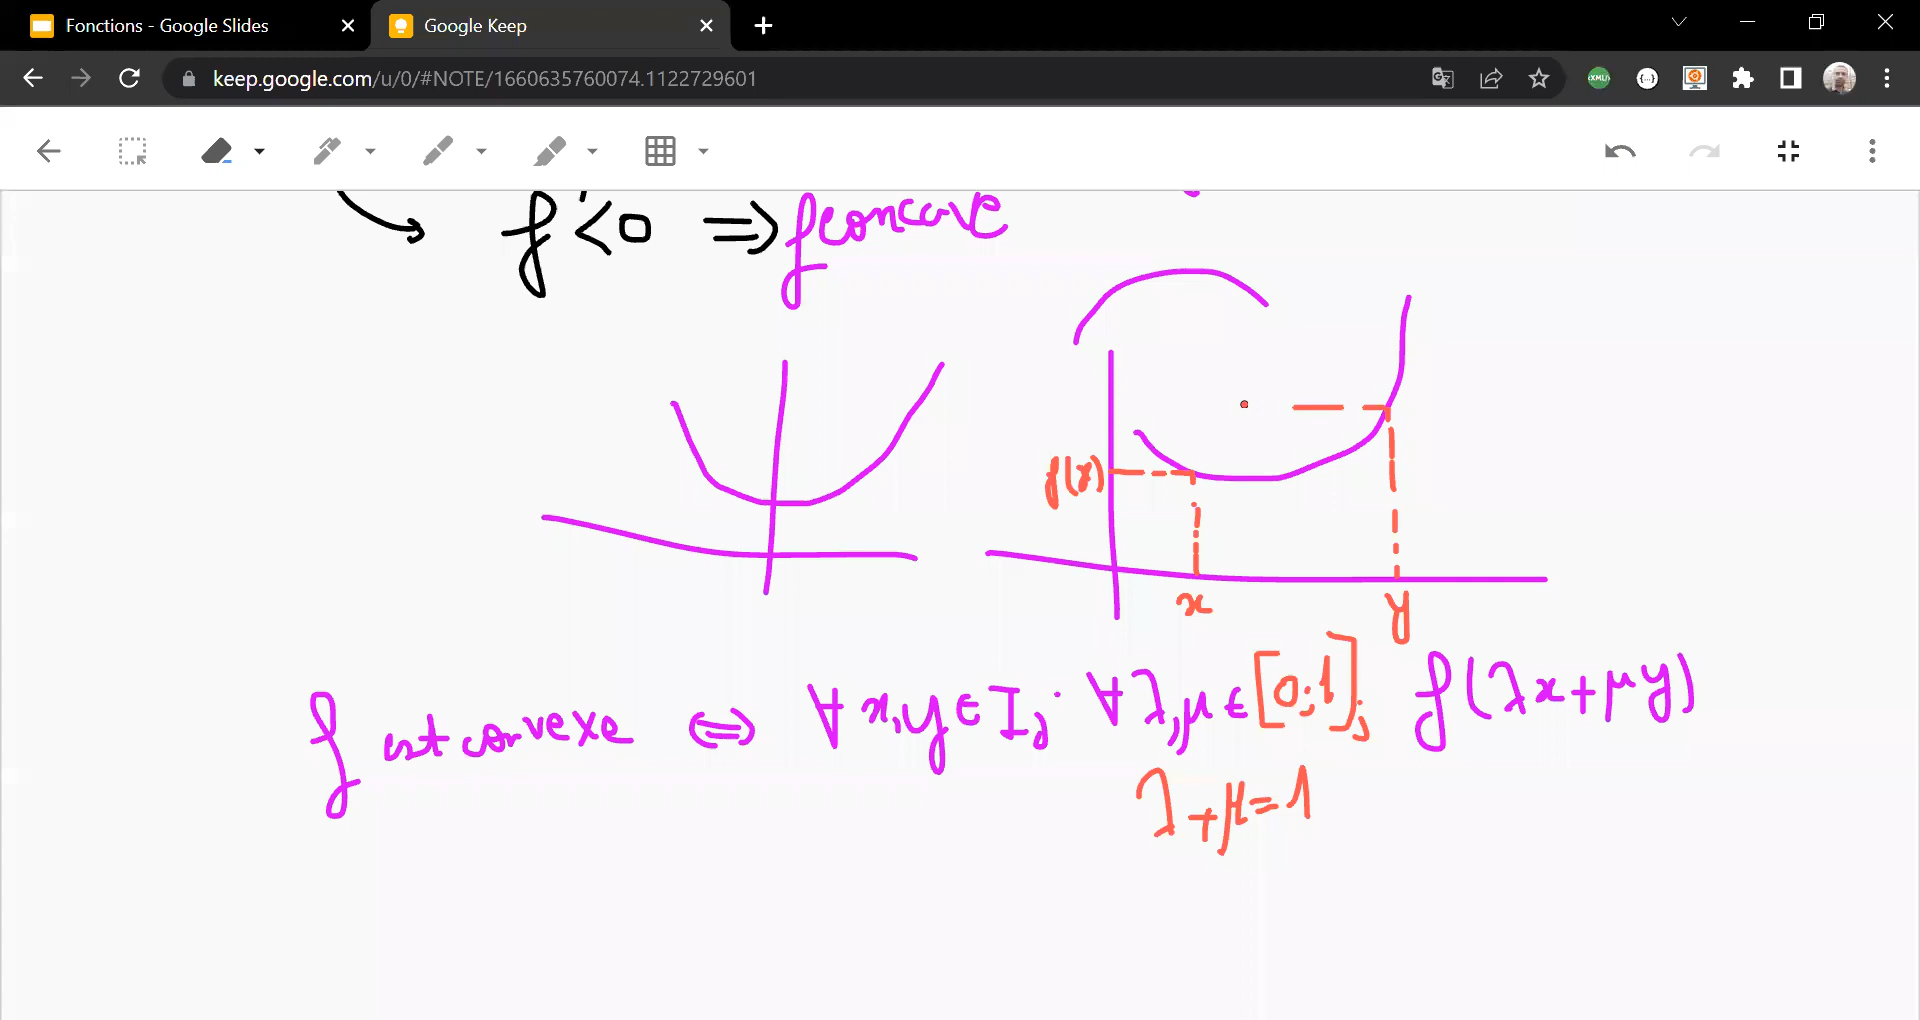 Fonctions - Google Slides
Google Keep
keep.google.com/u/0/#NOTE/1660635760074.1122729601
f'<0 ⇒ f concave
f(x)
x
y
f est convexe ⇔ ∀ x,y ∈ I; ∀ λ,μ ∈ [0;1]; f(λx+μy)
λ+μ=1